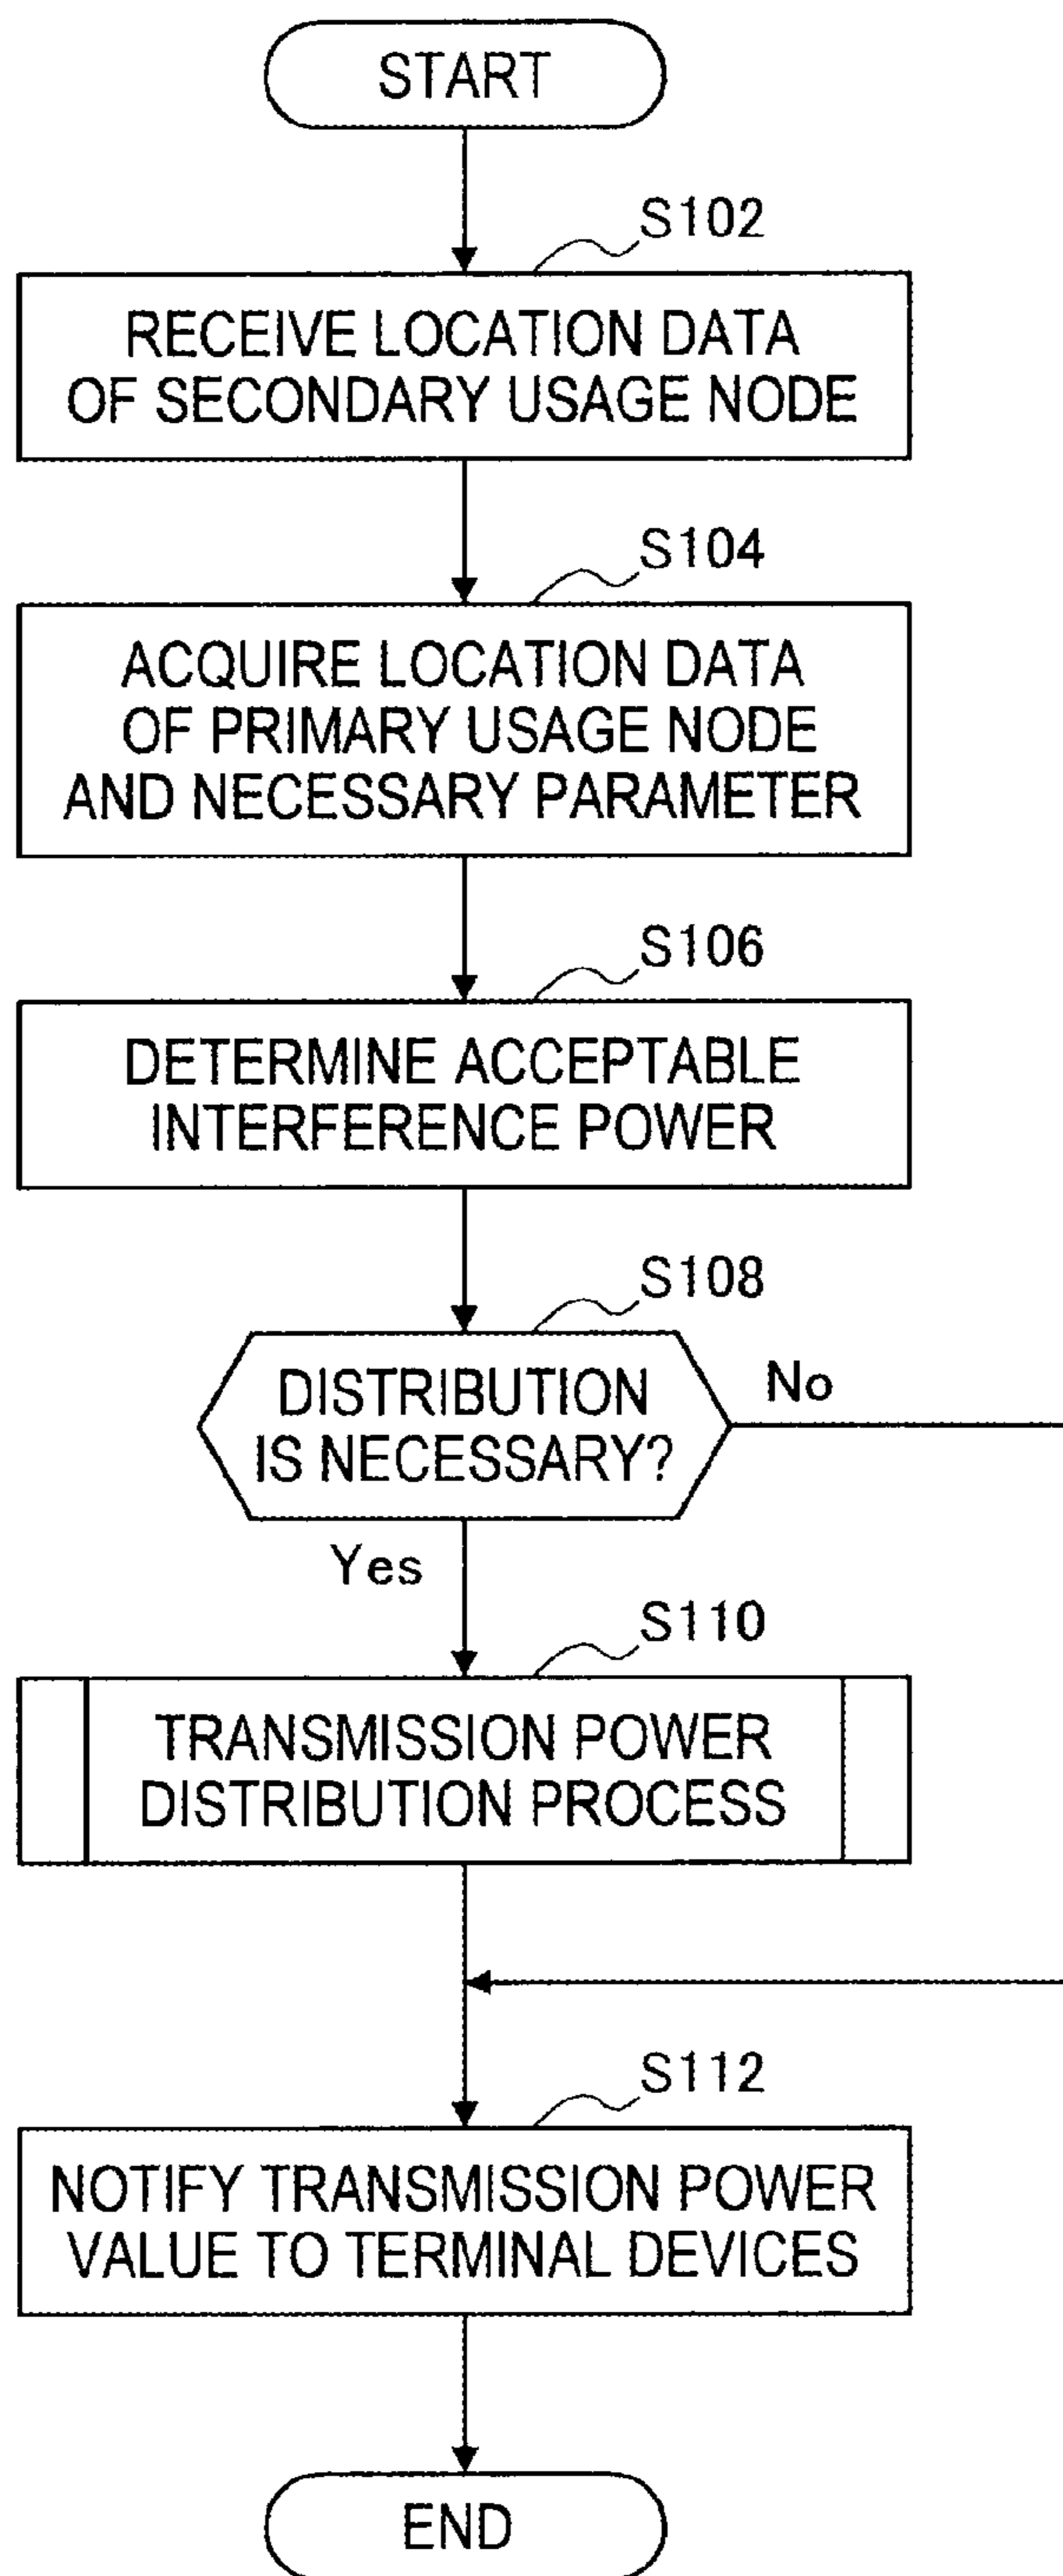 START
S102
RECEIVE LOCATION DATA
OF SECONDARY USAGE NODE
S104
ACQUIRE LOCATION DATA
OF PRIMARY USAGE NODE
AND NECESSARY PARAMETER
S106
DETERMINE ACCEPTABLE
INTERFERENCE POWER
S108
DISTRIBUTION
IS NECESSARY?
No
Yes
S110
TRANSMISSION POWER
DISTRIBUTION PROCESS
S112
NOTIFY TRANSMISSION POWER
VALUE TO TERMINAL DEVICES
END